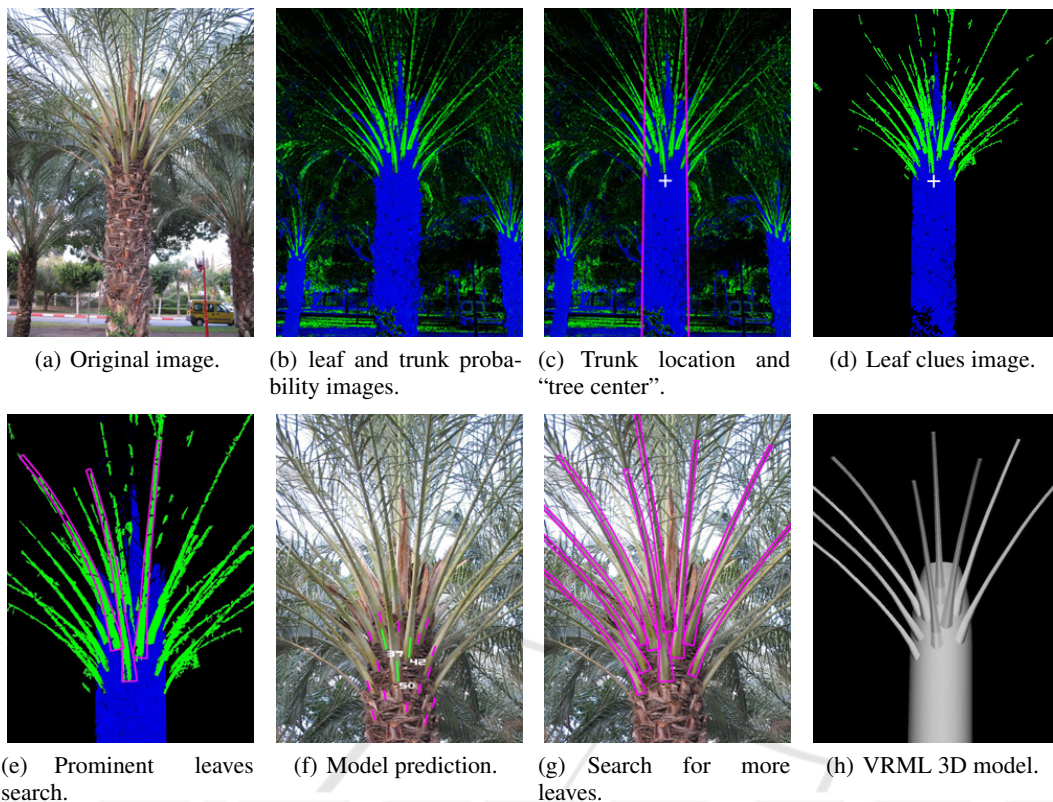 (a) Original image.
(b) leaf and trunk proba-
bility images.
(c) Trunk location and
“tree center”.
(d) Leaf clues image.
37
42
50
(e) Prominent leaves
search.
(f) Model prediction.
(g) Search for more
leaves.
(h) VRML 3D model.